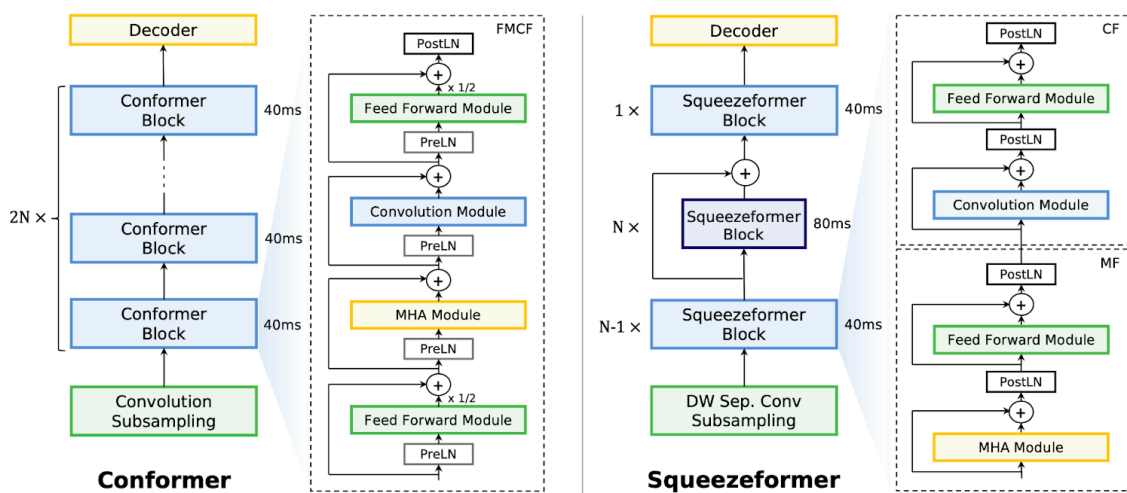 Decoder
Conformer
Block
40ms
2N ×
Conformer
Block
40ms
Conformer
Block
40ms
Convolution
Subsampling
Conformer
FMCF
PostLN
+
x 1/2
Feed Forward Module
PreLN
+
Convolution Module
PreLN
+
MHA Module
PreLN
+
x 1/2
Feed Forward Module
PreLN
Decoder
1 ×
Squeezeformer
Block
40ms
+
N ×
Squeezeformer
Block
80ms
N-1 ×
Squeezeformer
Block
40ms
DW Sep. Conv
Subsampling
Squeezeformer
CF
PostLN
+
Feed Forward Module
PostLN
+
Convolution Module
MF
PostLN
+
Feed Forward Module
PostLN
+
MHA Module